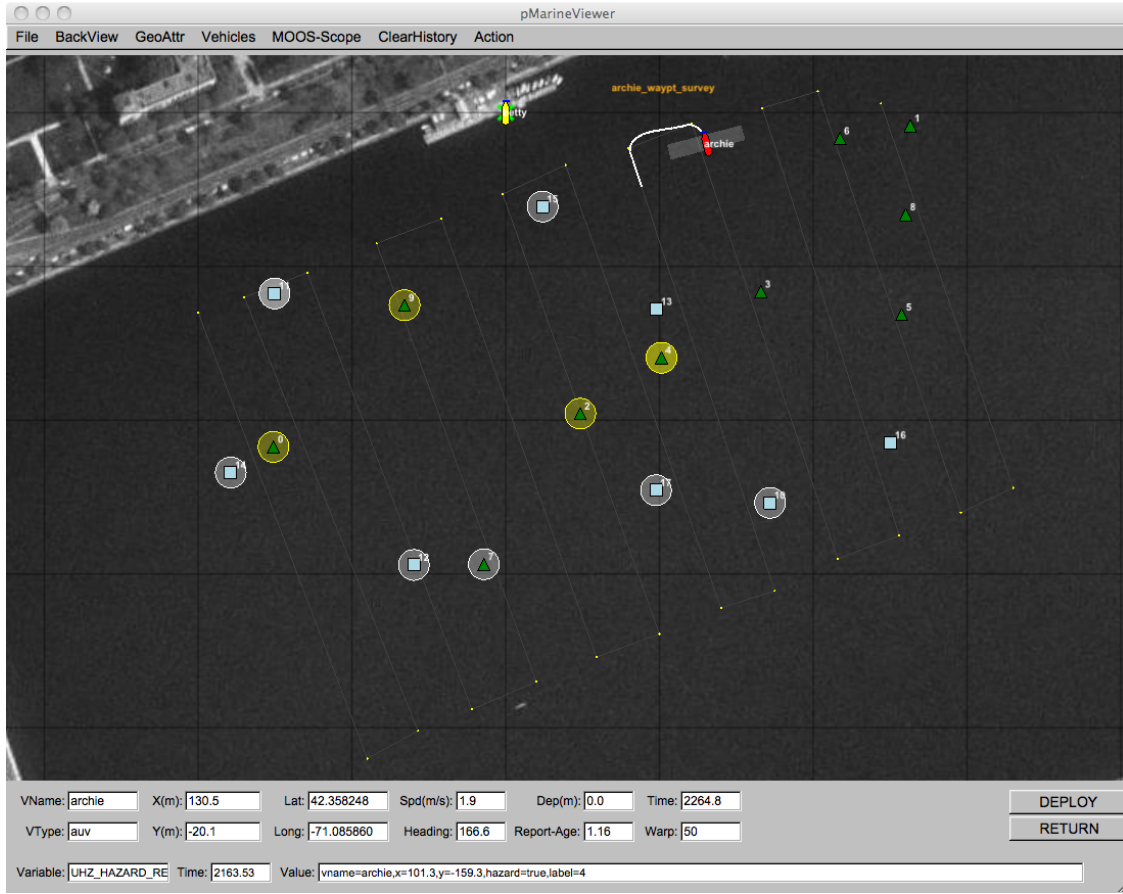 pMarineViewer
File BackView GeoAttr Vehicles MOOS-Scope ClearHistory Action
archie_waypt_survey
etty
archie
1
6
8
15
3
11
9
13
5
4
2
16
0
14
17
18
12
7
VName: archie X(m): 130.5 Lat: 42.358248 Spd(m/s): 1.9 Dep(m): 0.0 Time: 2264.8 DEPLOY
VType: auv Y(m): -20.1 Long: -71.085860 Heading: 166.6 Report-Age: 1.16 Warp: 50 RETURN
Variable: UHZ_HAZARD_RE Time: 2163.53 Value: vname=archie,x=101.3,y=-159.3,hazard=true,label=4